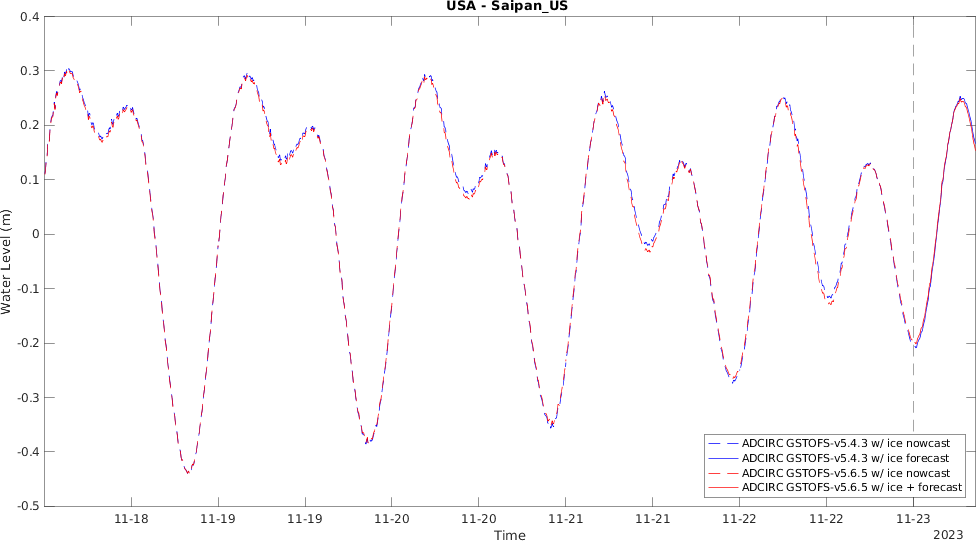 USA - Saipan_US
0.4
0.3
0.2
0.1
0
-0.1
-0.2
-0.3
-0.4
-0.5
Water Level (m)
ADCIRC GSTOFS-v5.4.3 w/ ice nowcast
ADCIRC GSTOFS-v5.4.3 w/ ice forecast
ADCIRC GSTOFS-v5.6.5 w/ ice nowcast
ADCIRC GSTOFS-v5.6.5 w/ ice + forecast
11-18 11-19 11-19 11-20 11-20 11-21 11-21 11-22 11-22 11-23
Time
2023